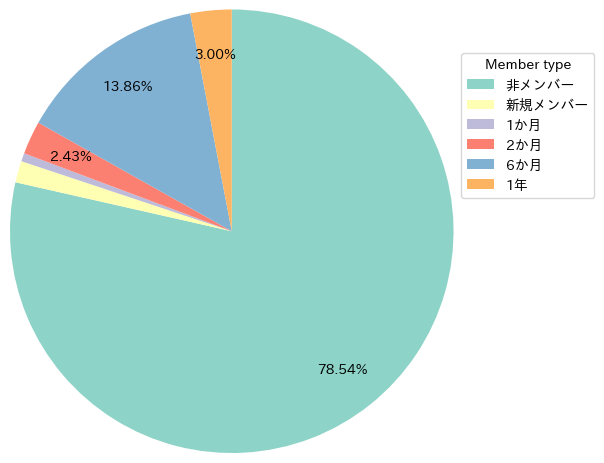 3.00%
13.86%
2.43%
78.54%
Member type
非メンバー
新規メンバー
1か月
2か月
6か月
1年